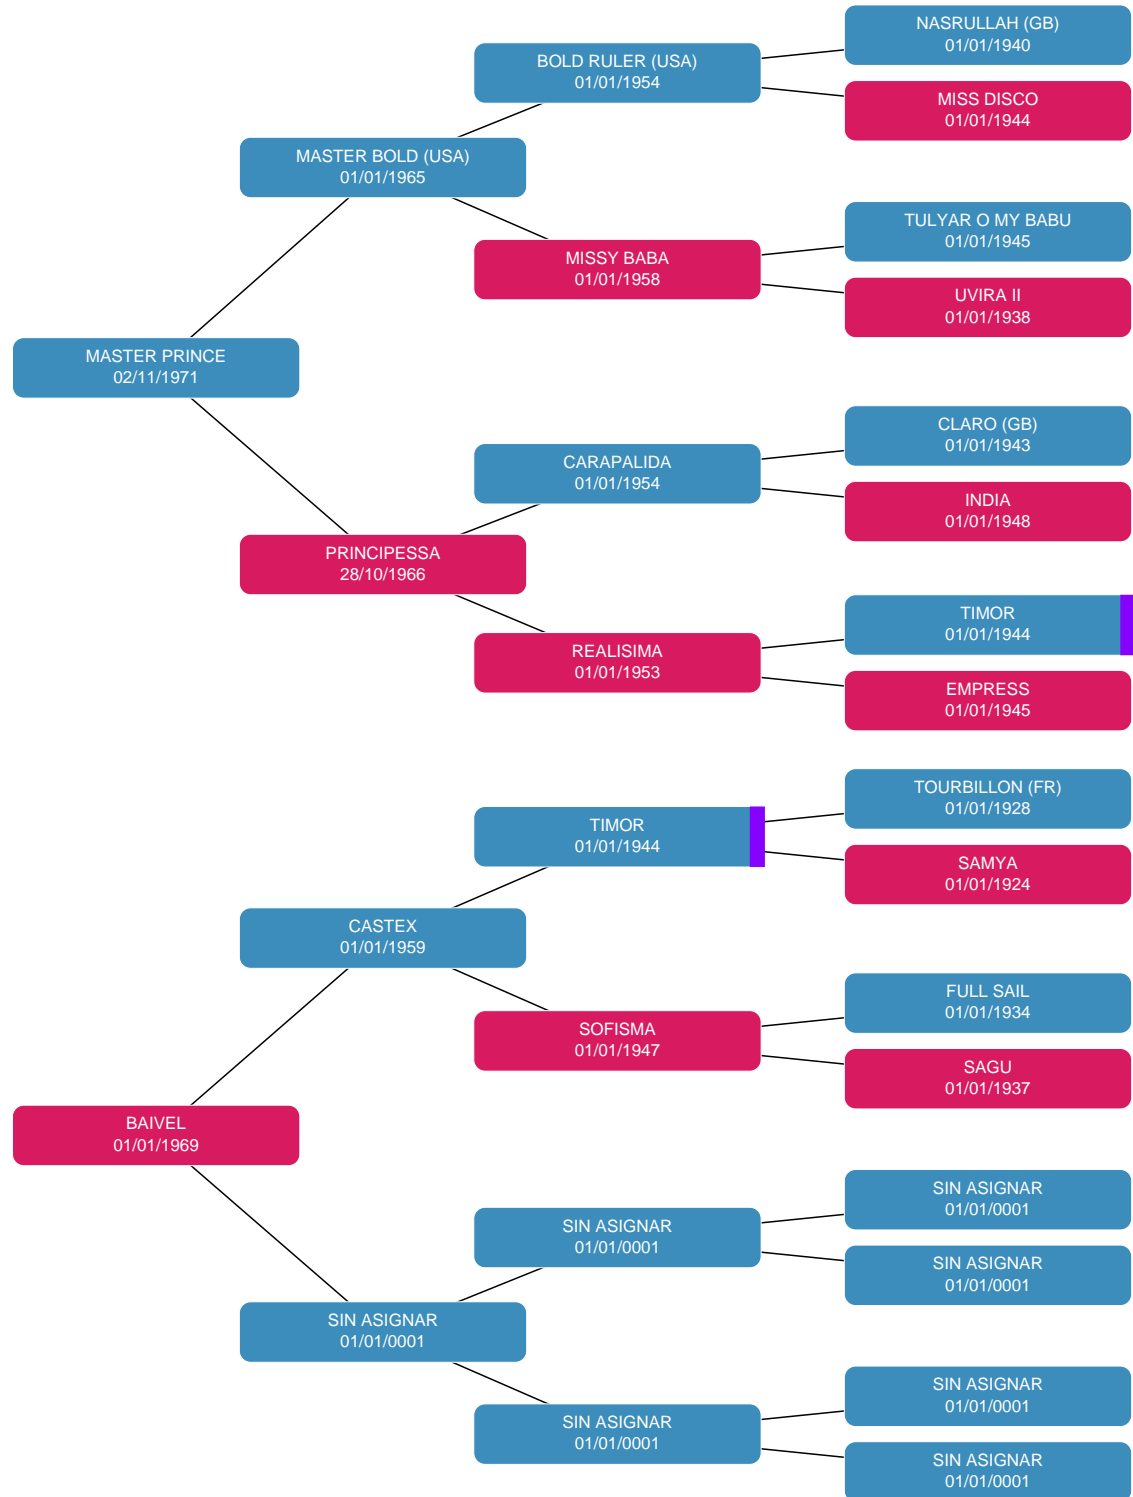 NASRULLAH (GB)
01/01/1940
BOLD RULER (USA)
01/01/1954
MISS DISCO
01/01/1944
MASTER BOLD (USA)
01/01/1965
TULYAR O MY BABU
01/01/1945
MISSY BABA
01/01/1958
UVIRA II
01/01/1938
MASTER PRINCE
02/11/1971
CLARO (GB)
01/01/1943
CARAPALIDA
01/01/1954
INDIA
01/01/1948
PRINCIPESSA
28/10/1966
TIMOR
01/01/1944
REALISIMA
01/01/1953
EMPRESS
01/01/1945
TOURBILLON (FR)
01/01/1928
TIMOR
01/01/1944
SAMYA
01/01/1924
CASTEX
01/01/1959
FULL SAIL
01/01/1934
SOFISMA
01/01/1947
SAGU
01/01/1937
BAIVEL
01/01/1969
SIN ASIGNAR
01/01/0001
SIN ASIGNAR
01/01/0001
SIN ASIGNAR
01/01/0001
SIN ASIGNAR
01/01/0001
SIN ASIGNAR
01/01/0001
SIN ASIGNAR
01/01/0001
SIN ASIGNAR
01/01/0001